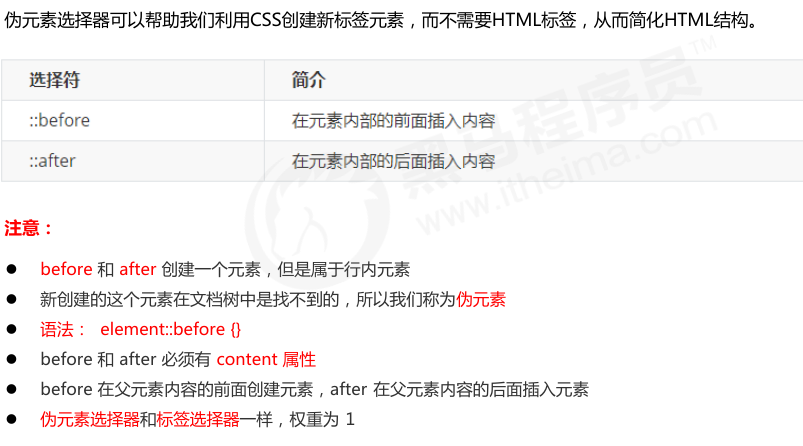 伪元素选择器可以帮助我们利用CSS创建新标签元素，而不需要HTML标签，从而简化HTML结构。
选择符 简介
::before 在元素内部的前面插入内容
::after 在元素内部的后面插入内容
黑马程序员™
www.itheima.com
注意：
● before 和 after 创建一个元素，但是属于行内元素
● 新创建的这个元素在文档树中是找不到的，所以我们称为伪元素
● 语法： element::before {}
● before 和 after 必须有 content 属性
● before 在父元素内容的前面创建元素，after 在父元素内容的后面插入元素
● 伪元素选择器和标签选择器一样，权重为 1